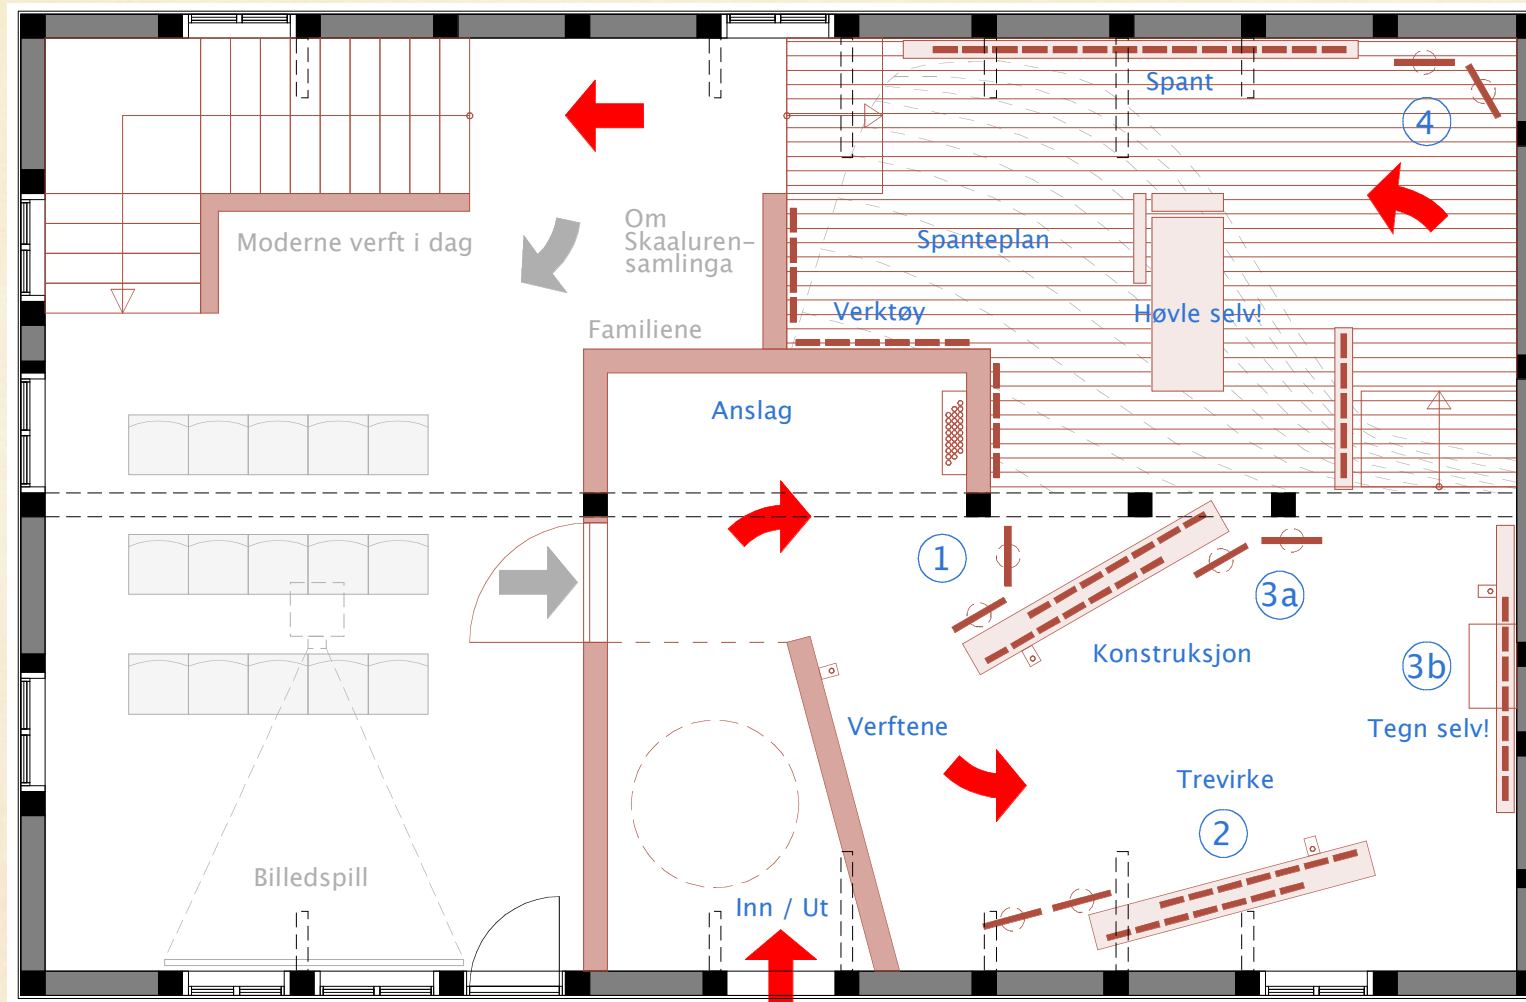 Spant
4
Om
Skaaluren-
samlinga
Moderne verft i dag
Spanteplan
Familiene
Verktøy
Høvle selv!
Anslag
1
3a
Konstruksjon
3b
Verftene
Tegn selv!
Trevirke
2
Billedspill
Inn / Ut